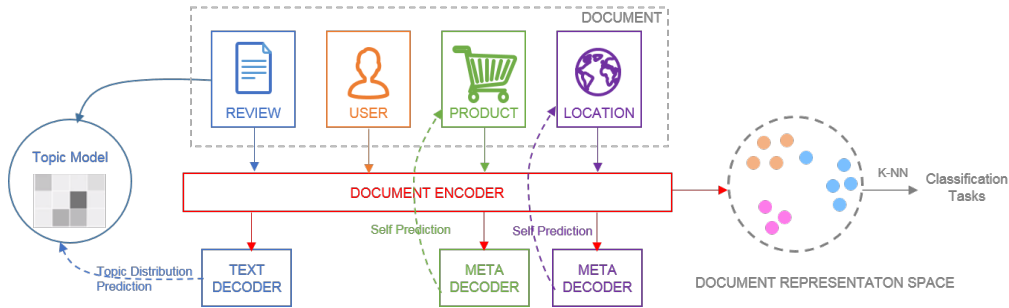 DOCUMENT
REVIEW
USER
PRODUCT
LOCATION
Topic Model
DOCUMENT ENCODER
K-NN
Classification
Tasks
Self Prediction
Self Prediction
Topic Distribution
Prediction
TEXT
DECODER
META
DECODER
META
DECODER
DOCUMENT REPRESENTATON SPACE